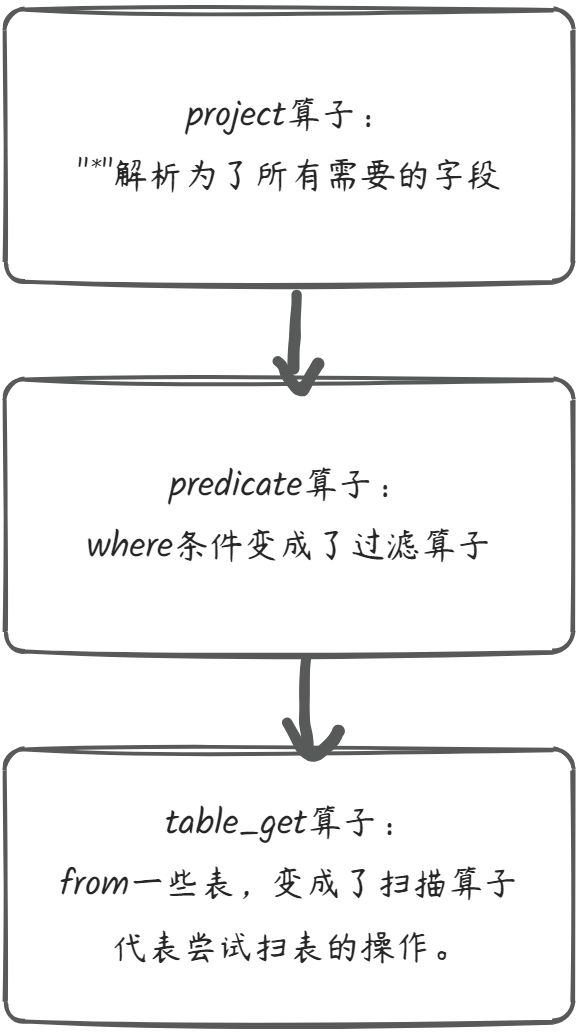 project算子：
"*"解析为了所有需要的字段
predicate算子：
where条件变成了过滤算子
table_get算子：
from一些表，变成了扫描算子
代表尝试扫表的操作。